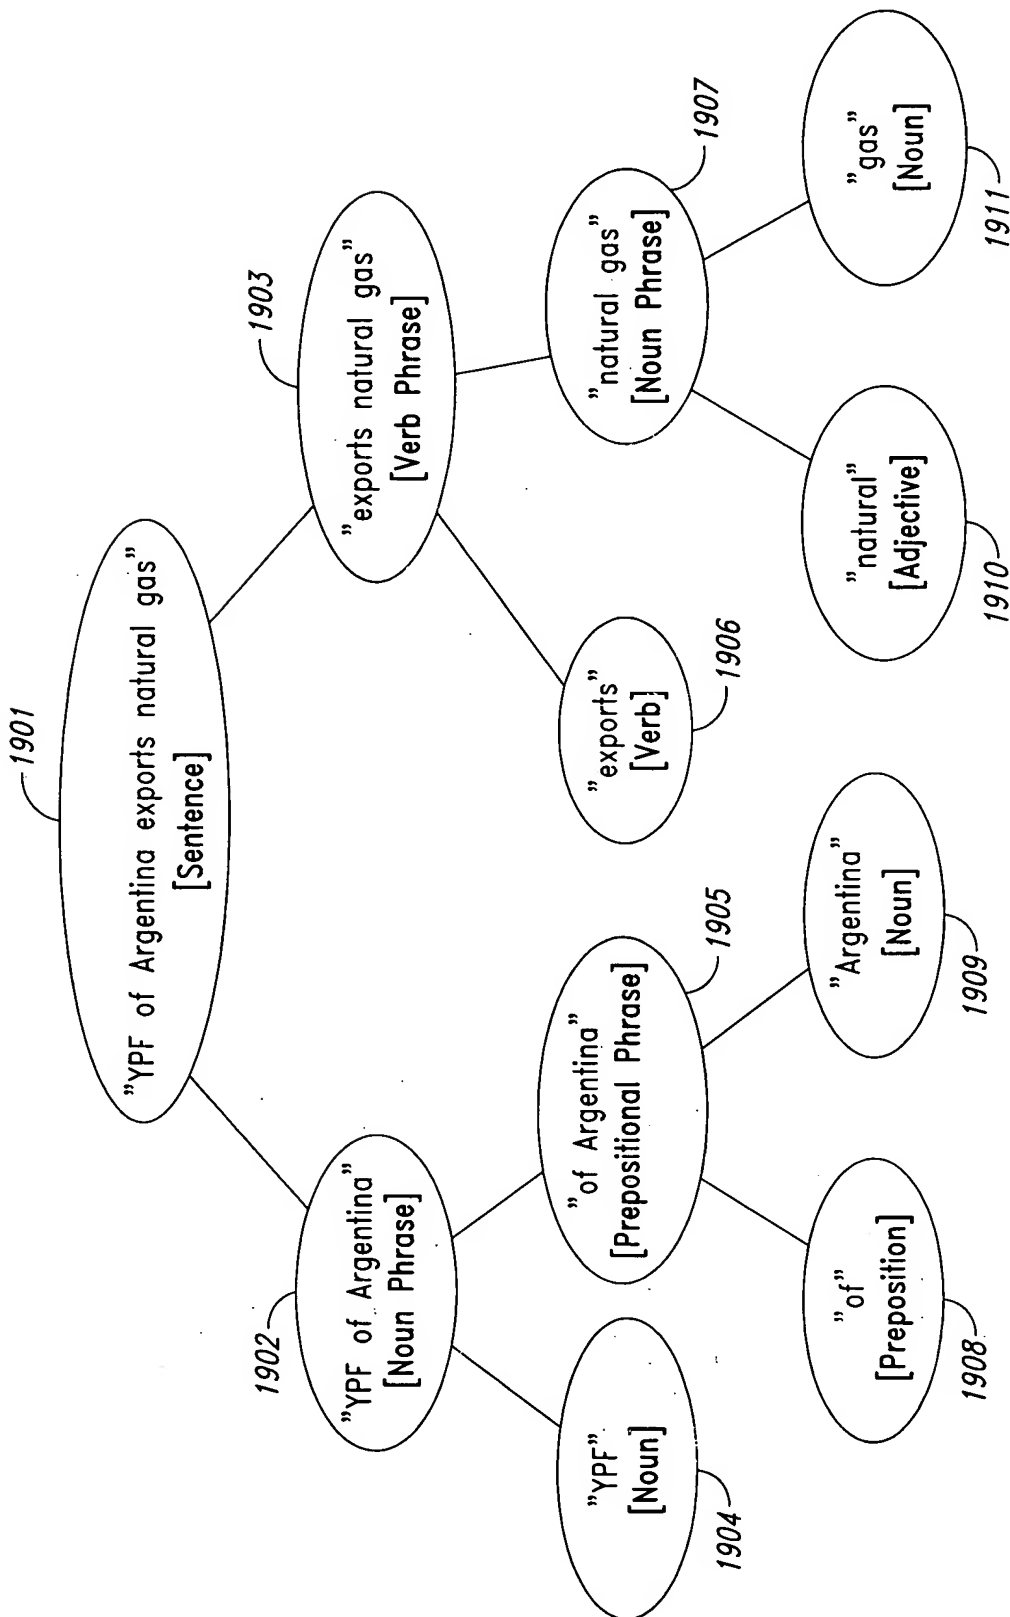 1901
"YPF of Argentina exports natural gas"
[Sentence]
1902
"YPF of Argentina"
[Noun Phrase]
1903
"exports natural gas"
[Verb Phrase]
"YPF"
[Noun]
1904
"of Argentina"
[Prepositional Phrase]
1905
"exports"
[Verb]
1906
"natural gas"
[Noun Phrase]
1907
"of"
[Preposition]
1908
"Argentina"
[Noun]
1909
"natural"
[Adjective]
1910
"gas"
[Noun]
1911